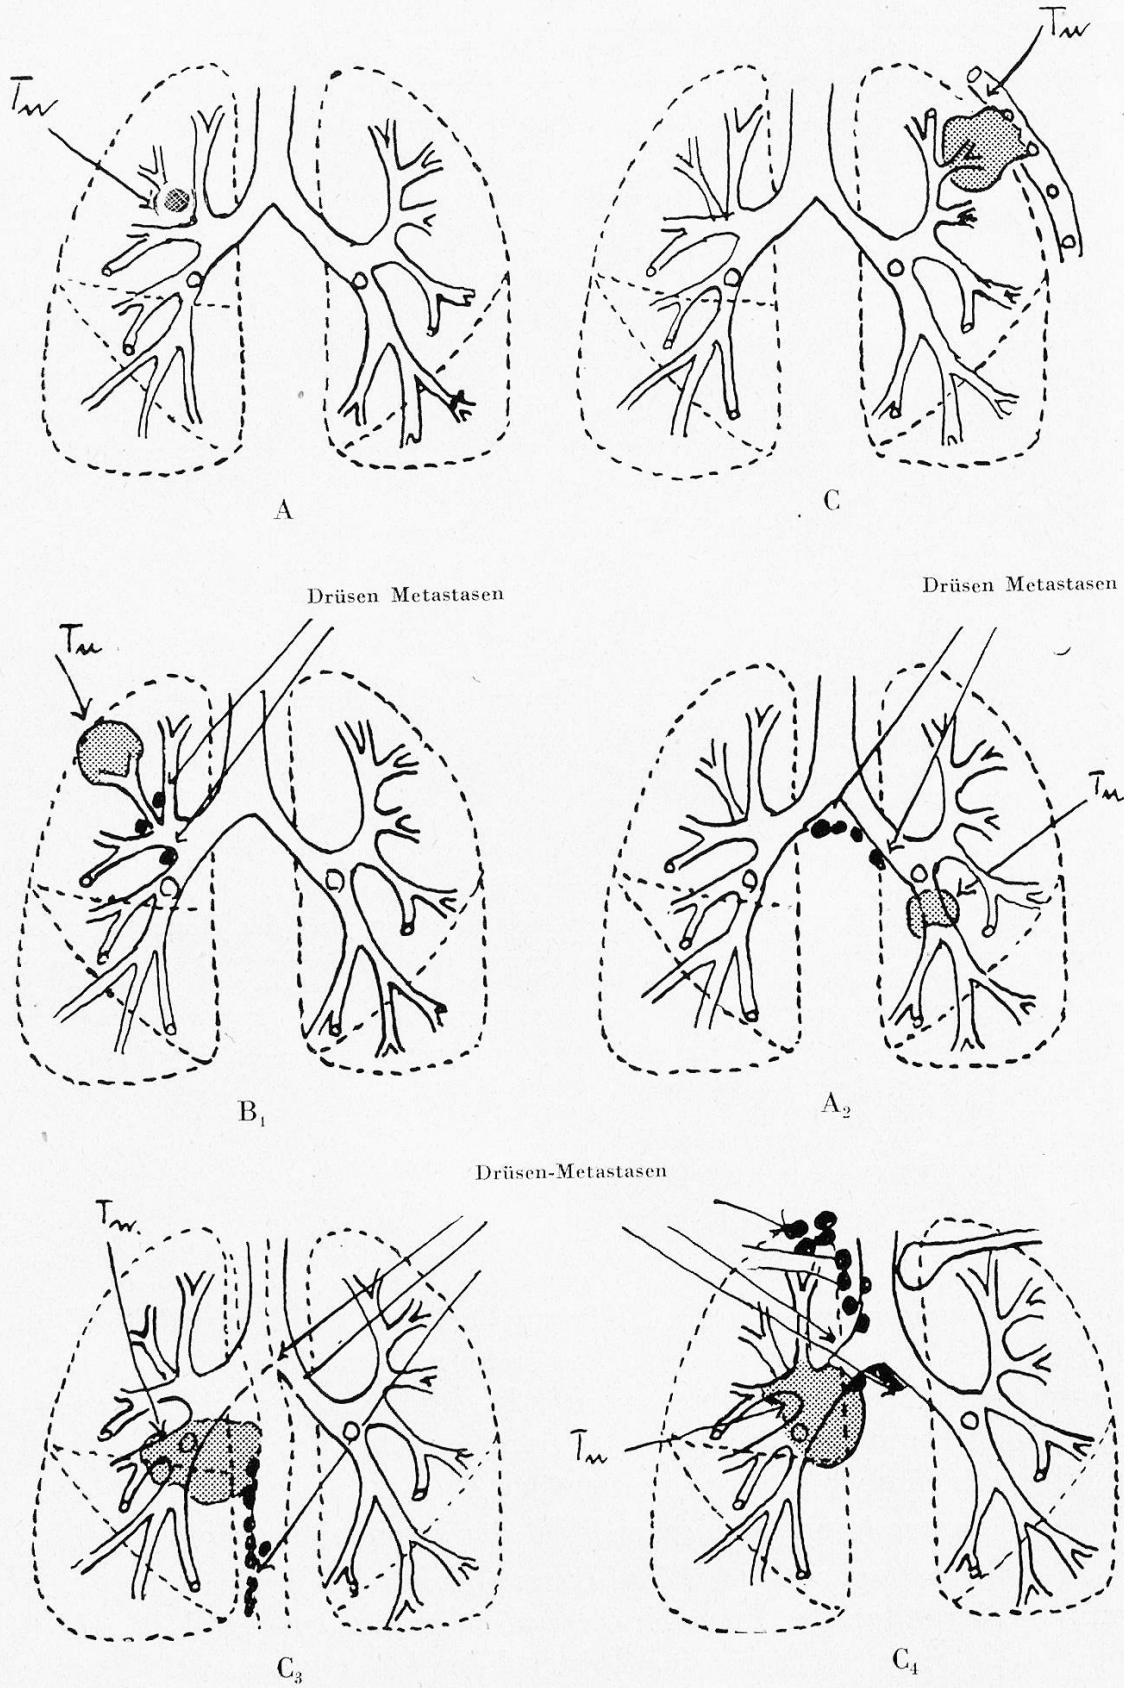 Tu
Tu
A
C
Drüsen Metastasen
Drüsen Metastasen
Tu
Tu
B₁
A₂
Drüsen-Metastasen
Tu
Tu
C₃
C₄